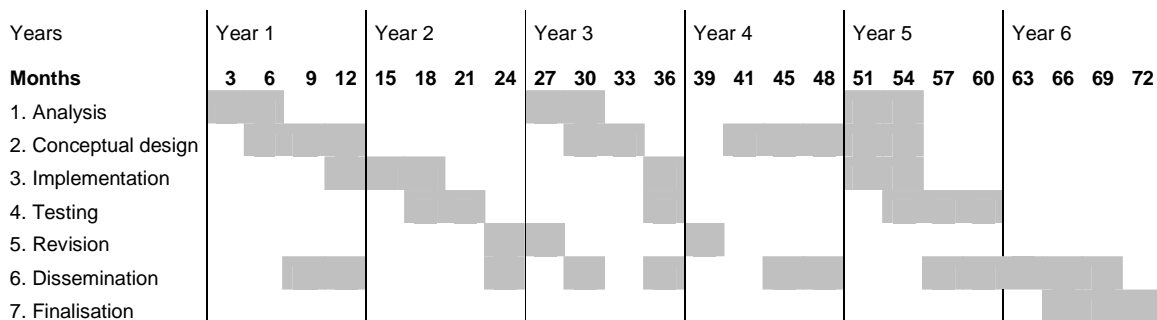 Years Year 1 Year 2 Year 3 Year 4 Year 5 Year 6
Months 3 6 9 12 15 18 21 24 27 30 33 36 39 41 45 48 51 54 57 60 63 66 69 72
1. Analysis
2. Conceptual design
3. Implementation
4. Testing
5. Revision
6. Dissemination
7. Finalisation